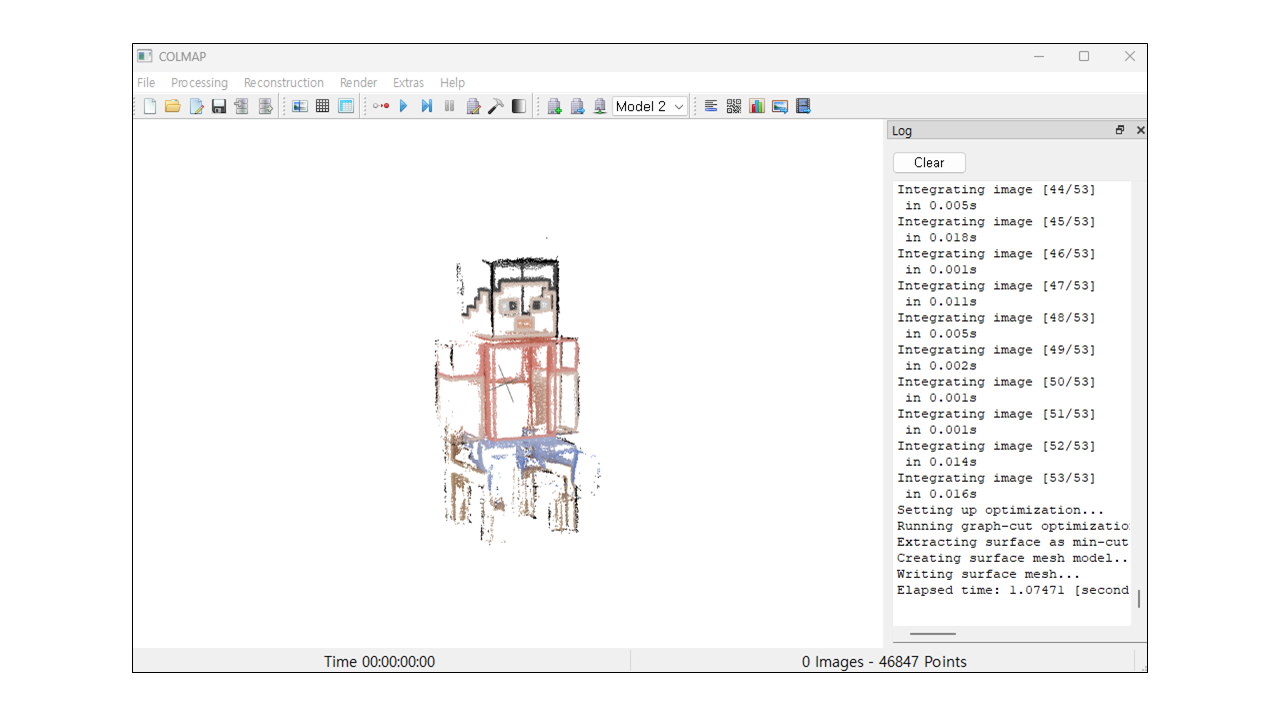 COLMAP
File Processing Reconstruction Render Extras Help
Model 2
Log
Clear
Integrating image [44/53]
in 0.005s
Integrating image [45/53]
in 0.018s
Integrating image [46/53]
in 0.001s
Integrating image [47/53]
in 0.011s
Integrating image [48/53]
in 0.005s
Integrating image [49/53]
in 0.002s
Integrating image [50/53]
in 0.001s
Integrating image [51/53]
in 0.001s
Integrating image [52/53]
in 0.014s
Integrating image [53/53]
in 0.016s
Setting up optimization...
Running graph-cut optimizatio
Extracting surface as min-cut
Creating surface mesh model..
Writing surface mesh...
Elapsed time: 1.07471 [second
Time 00:00:00:00
0 Images - 46847 Points